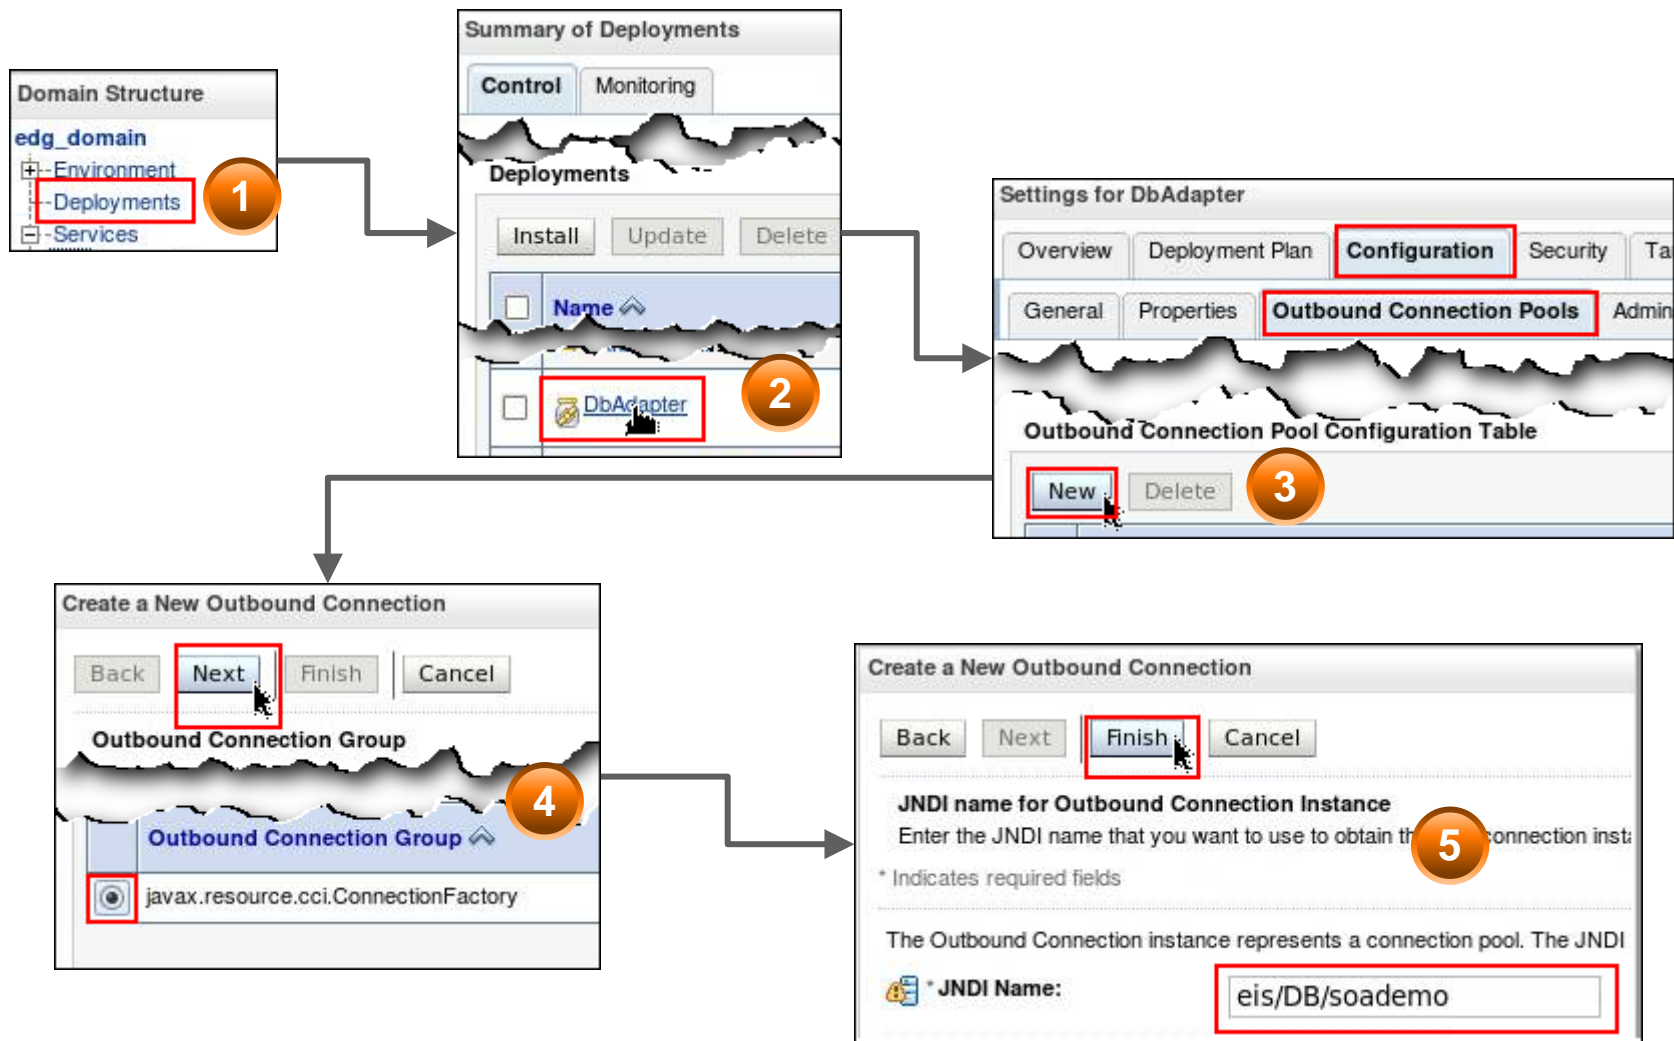 Domain Structure
edg_domain
Environment
Deployments
Services
1
Summary of Deployments
Control Monitoring
Deployments
Install Update Delete
Name
DbAdapter
2
Settings for DbAdapter
Overview Deployment Plan Configuration Security Ta
General Properties Outbound Connection Pools Admin
Outbound Connection Pool Configuration Table
New Delete
3
Create a New Outbound Connection
Back Next Finish Cancel
Outbound Connection Group
4
Outbound Connection Group
javax.resource.cci.ConnectionFactory
Create a New Outbound Connection
Back Next Finish Cancel
JNDI name for Outbound Connection Instance
Enter the JNDI name that you want to use to obtain th connection insta
5
* Indicates required fields
The Outbound Connection instance represents a connection pool. The JNDI
* JNDI Name: eis/DB/soademo